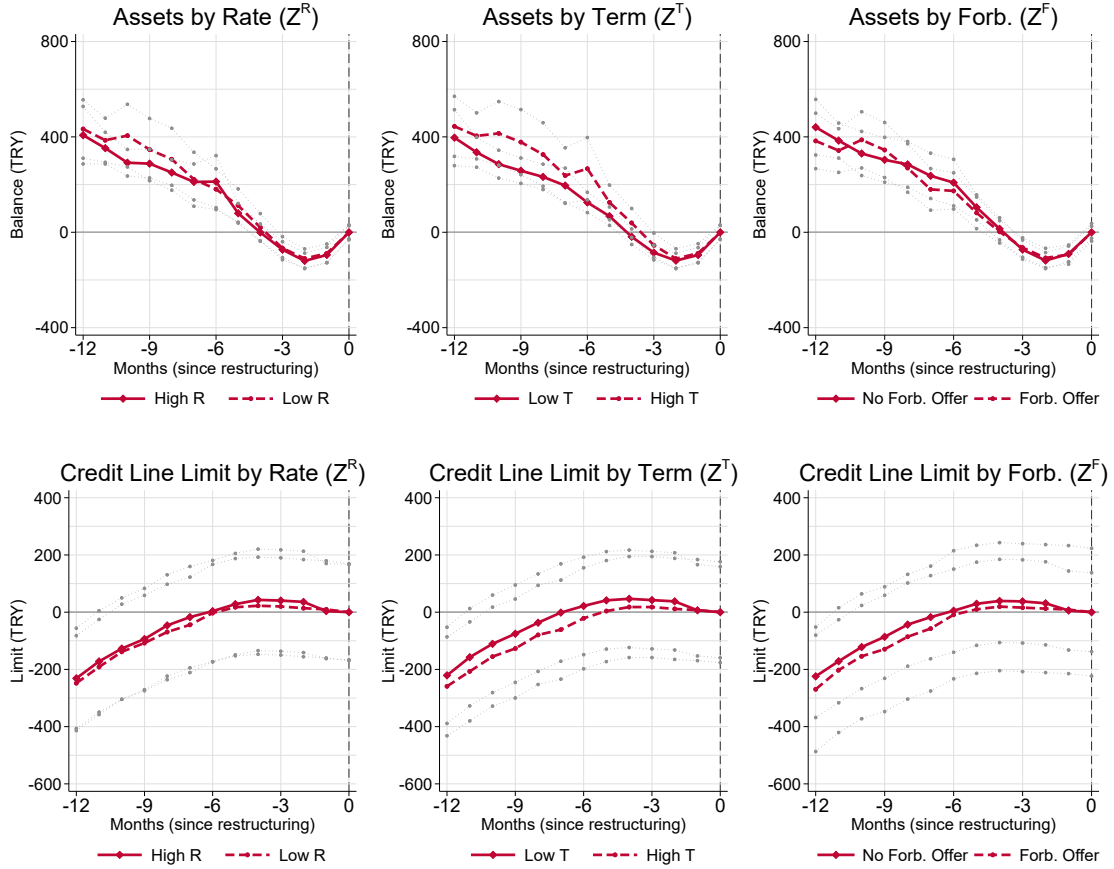 Assets by Rate (Z^R)
Balance (TRY)
800
400
0
-400
-12 -9 -6 -3 0
Months (since restructuring)
High R Low R
Assets by Term (Z^T)
Balance (TRY)
800
400
0
-400
-12 -9 -6 -3 0
Months (since restructuring)
Low T High T
Assets by Forb. (Z^F)
Balance (TRY)
800
400
0
-400
-12 -9 -6 -3 0
Months (since restructuring)
No Forb. Offer Forb. Offer
Credit Line Limit by Rate (Z^R)
Limit (TRY)
400
200
0
-200
-400
-600
-12 -9 -6 -3 0
Months (since restructuring)
High R Low R
Credit Line Limit by Term (Z^T)
Limit (TRY)
400
200
0
-200
-400
-600
-12 -9 -6 -3 0
Months (since restructuring)
Low T High T
Credit Line Limit by Forb. (Z^F)
Limit (TRY)
400
200
0
-200
-400
-600
-12 -9 -6 -3 0
Months (since restructuring)
No Forb. Offer Forb. Offer